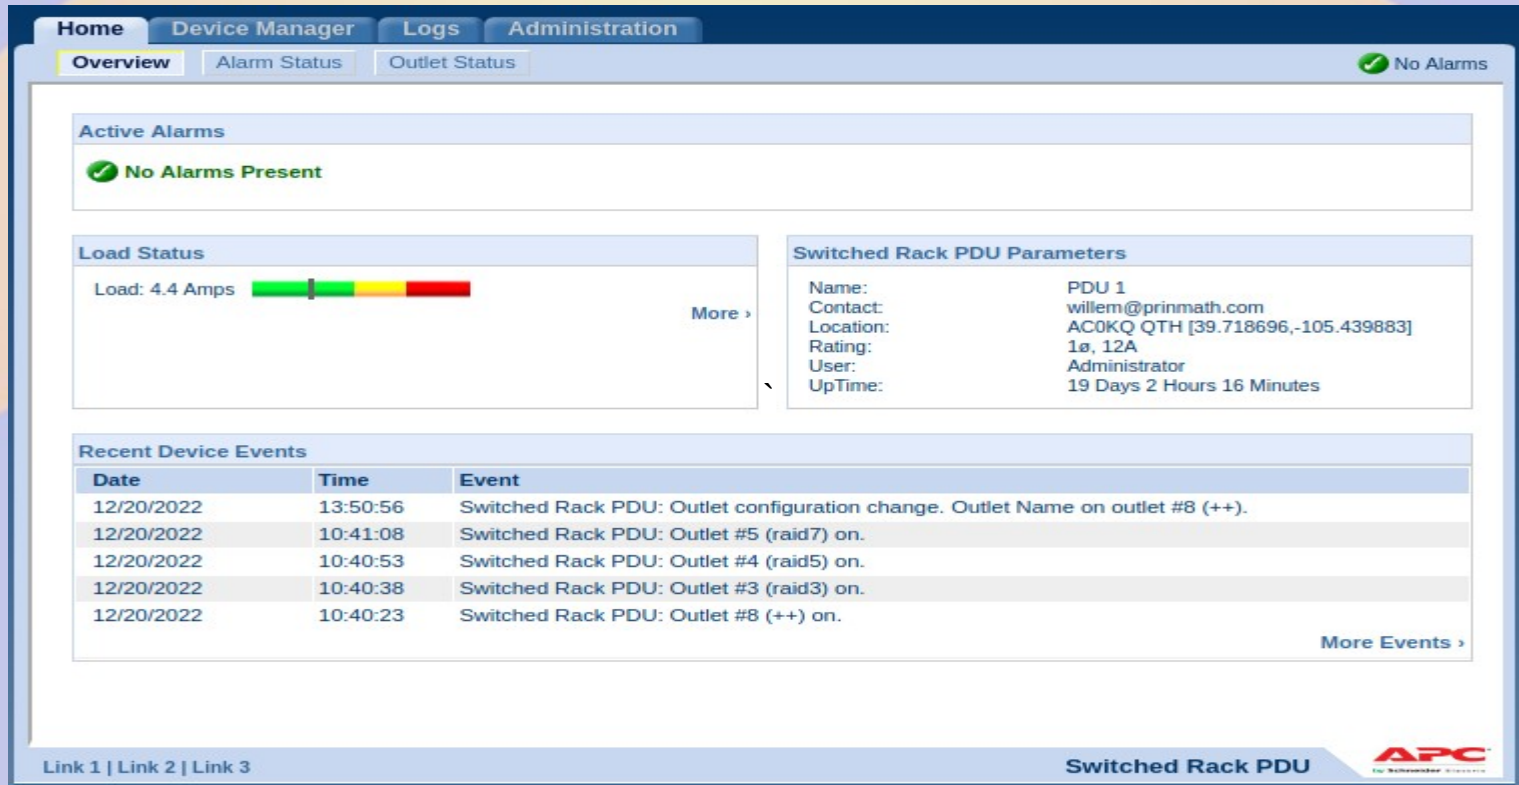 Home Device Manager Logs Administration
Overview Alarm Status Outlet Status No Alarms
Active Alarms
No Alarms Present
Load Status
Load: 4.4 Amps
More ›
Switched Rack PDU Parameters
Name: PDU 1
Contact: willem@prinmath.com
Location: AC0KQ QTH [39.718696,-105.439883]
Rating: 1ø, 12A
User: Administrator
UpTime: 19 Days 2 Hours 16 Minutes
`
Recent Device Events
Date Time Event
12/20/2022 13:50:56 Switched Rack PDU: Outlet configuration change. Outlet Name on outlet #8 (++).
12/20/2022 10:41:08 Switched Rack PDU: Outlet #5 (raid7) on.
12/20/2022 10:40:53 Switched Rack PDU: Outlet #4 (raid5) on.
12/20/2022 10:40:38 Switched Rack PDU: Outlet #3 (raid3) on.
12/20/2022 10:40:23 Switched Rack PDU: Outlet #8 (++) on.
More Events ›
Link 1 | Link 2 | Link 3
Switched Rack PDU
APC
by Schneider Electric